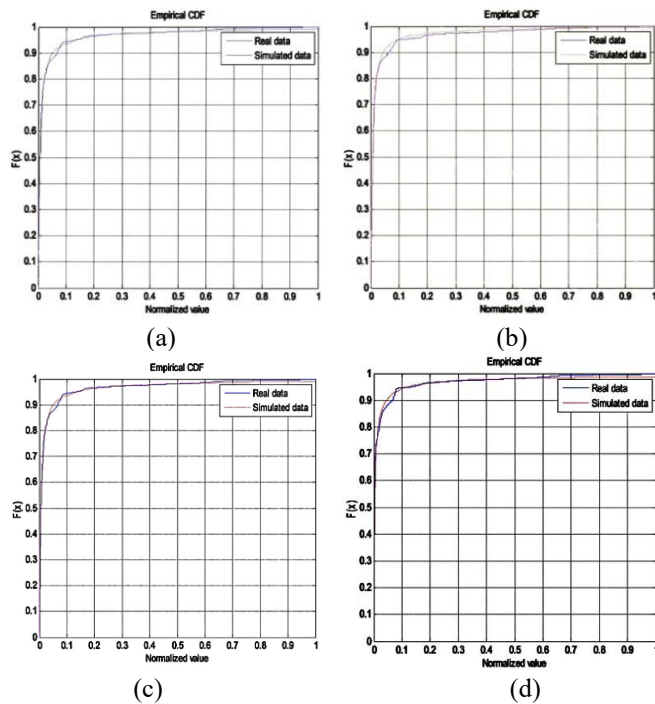 Empirical CDF
Real data
Simulated data
F(x)
1
0.9
0.8
0.7
0.6
0.5
0.4
0.3
0.2
0.1
0
0 0.1 0.2 0.3 0.4 0.5 0.6 0.7 0.8 0.9 1
Normalized value
(a)
Empirical CDF
Real data
Simulated data
F(x)
1
0.9
0.8
0.7
0.6
0.5
0.4
0.3
0.2
0.1
0
0 0.1 0.2 0.3 0.4 0.5 0.6 0.7 0.8 0.9 1
Normalized value
(b)
Empirical CDF
Real data
Simulated data
F(x)
1
0.9
0.8
0.7
0.6
0.5
0.4
0.3
0.2
0.1
0
0 0.1 0.2 0.3 0.4 0.5 0.6 0.7 0.8 0.9 1
Normalized value
(c)
Empirical CDF
Real data
Simulated data
F(x)
1
0.9
0.8
0.7
0.6
0.5
0.4
0.3
0.2
0.1
0
0 0.1 0.2 0.3 0.4 0.5 0.6 0.7 0.8 0.9 1
Normalized value
(d)